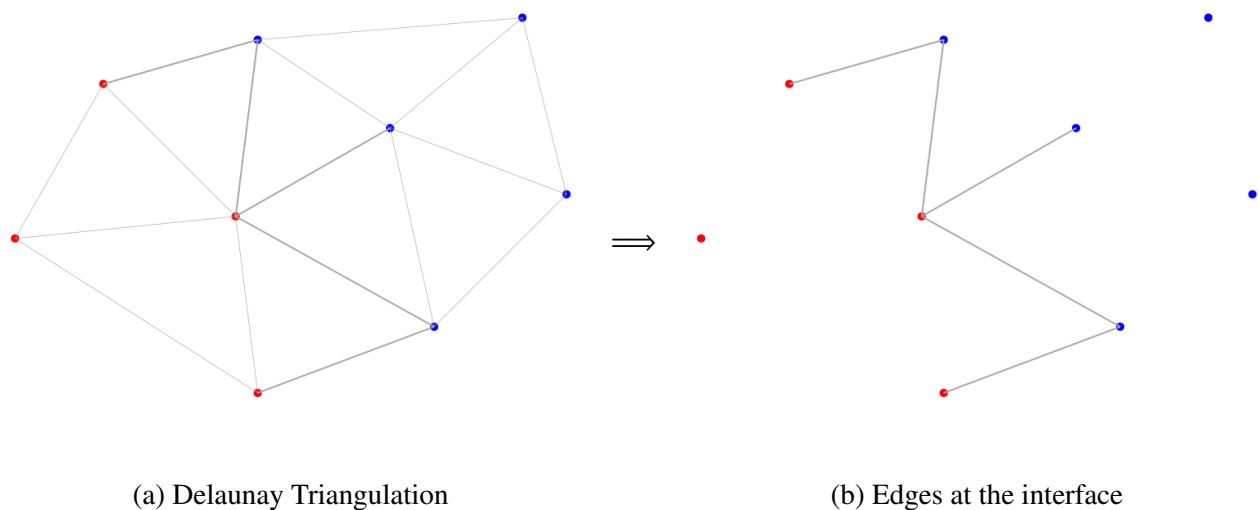 (a) Delaunay Triangulation
(b) Edges at the interface